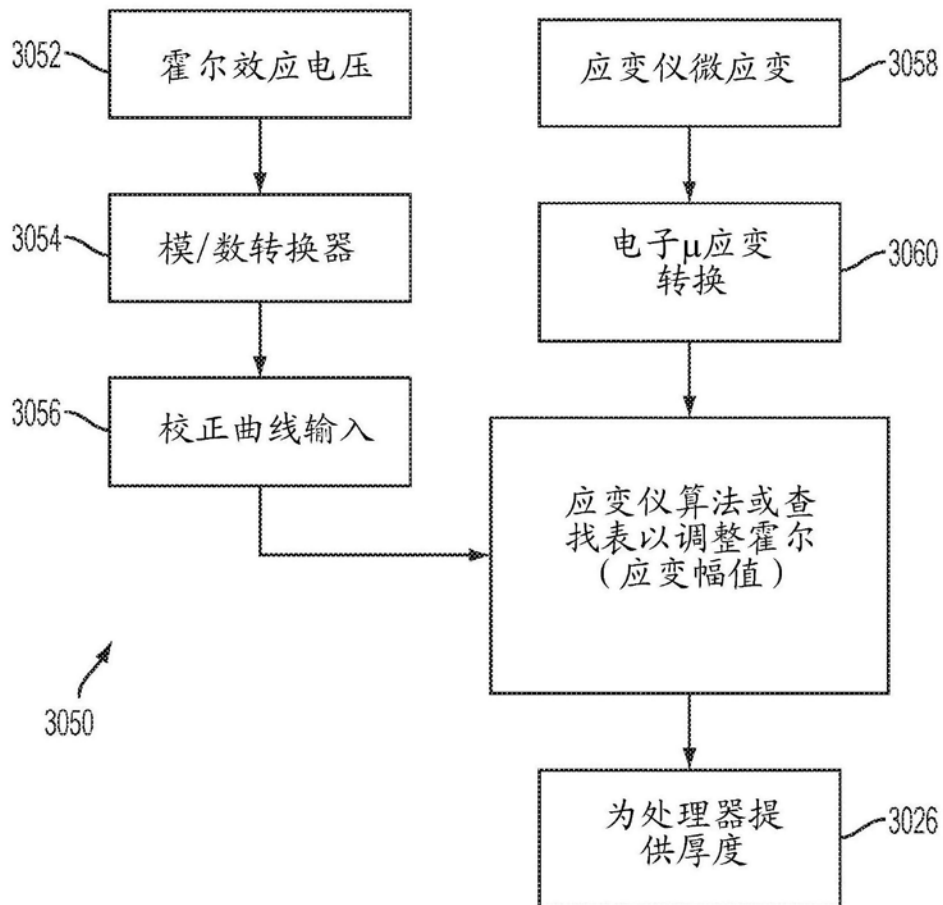 3052
霍尔效应电压
3054
模/数转换器
3056
校正曲线输入
3058
应变仪微应变
3060
电子μ应变
转换
应变仪算法或查
找表以调整霍尔
（应变幅值）
3050
为处理器提
供厚度
3026